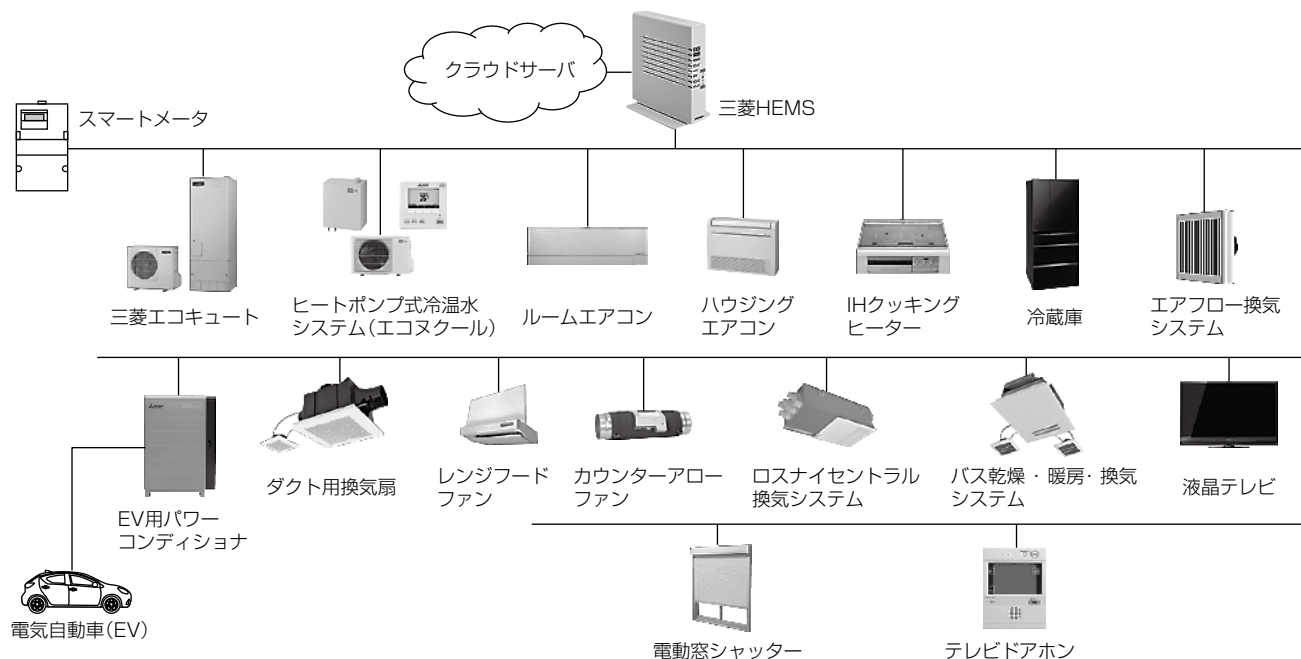 クラウドサーバ
三菱HEMS
スマートメータ
三菱エコキュート
ヒートポンプ式冷温水
システム(エコヌクール)
ルームエアコン
ハウジング
エアコン
IHクッキング
ヒーター
冷蔵庫
エアフロー換気
システム
EV用パワー
コンディショナ
ダクト用換気扇
レンジフード
ファン
カウンターアロー
ファン
ロスナイセントラル
換気システム
バス乾燥・暖房・換気
システム
液晶テレビ
電気自動車(EV)
電動窓シャッター
テレビドアホン